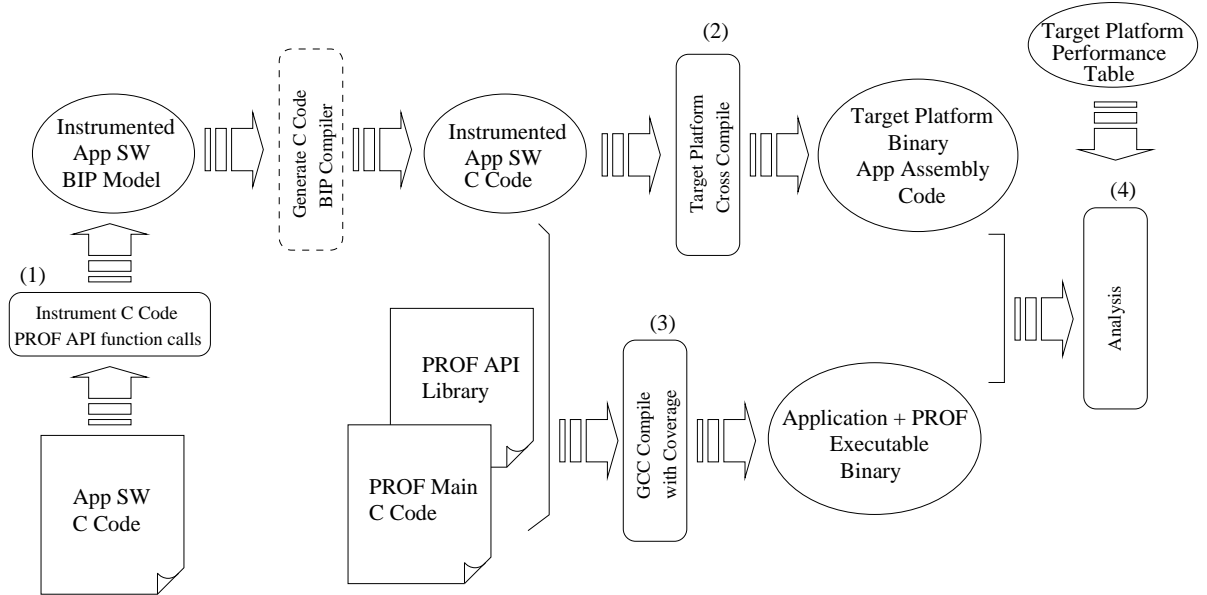 (2)
Target Platform
Performance
Table
Instrumented
App SW
BIP Model
Generate C Code
BIP Compiler
Instrumented
App SW
C Code
Target Platform
Cross Compile
Target Platform
Binary
App Assembly
Code
(4)
Analysis
(1)
Instrument C Code
PROF API function calls
(3)
PROF API
Library
GCC Compile
with Coverage
Application + PROF
Executable
Binary
App SW
C Code
PROF Main
C Code